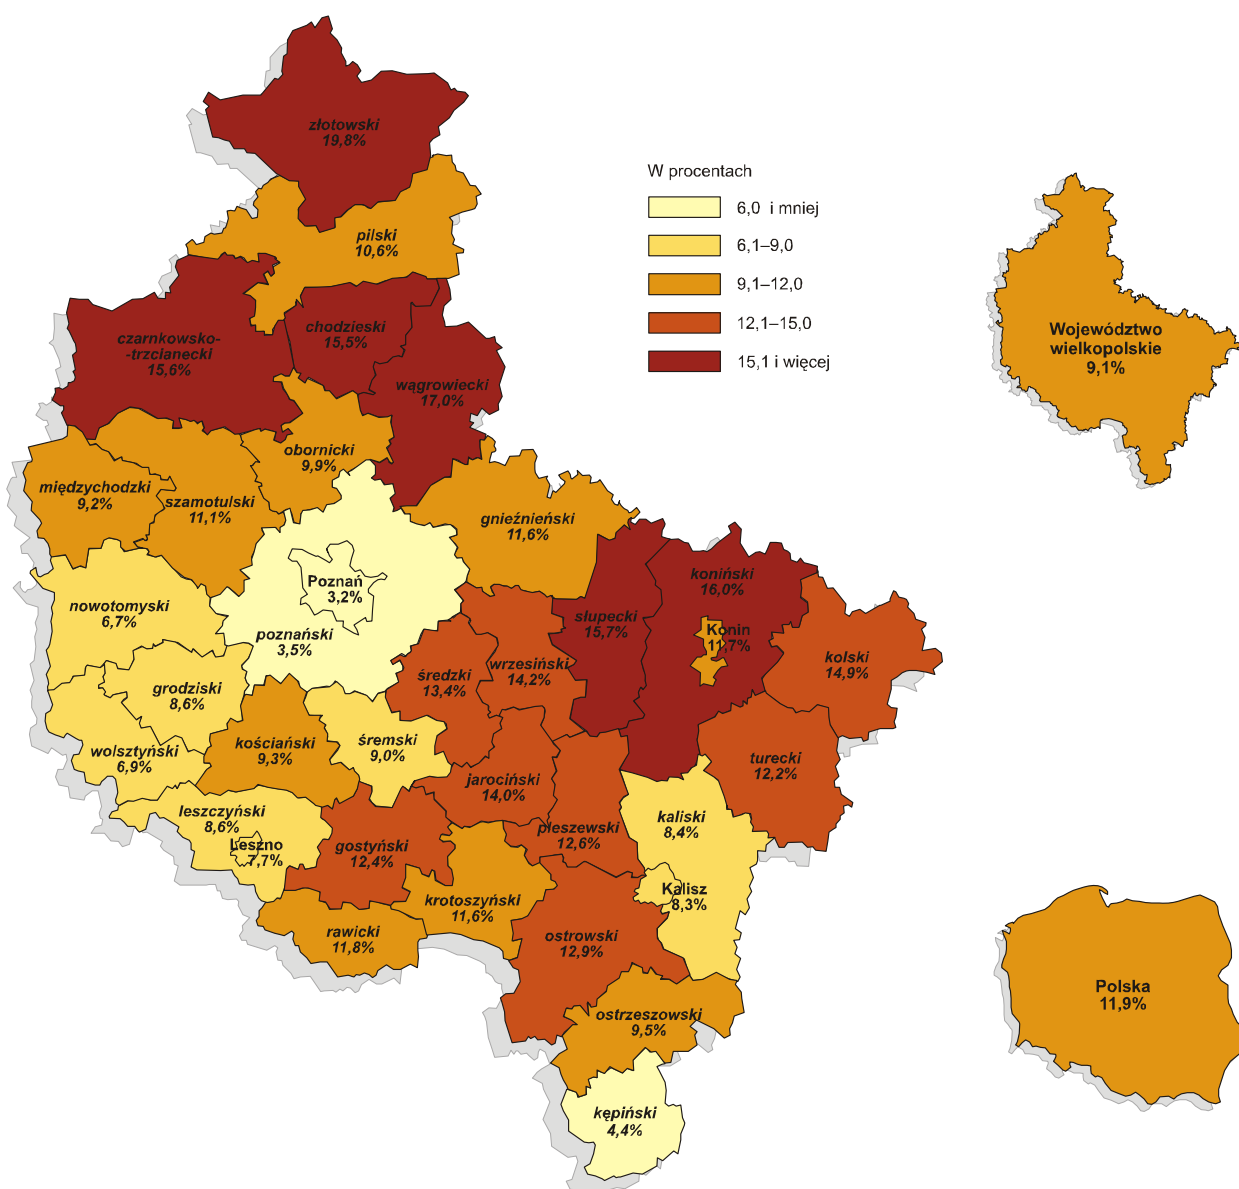 złotowski
19,8%
W procentach
6,0 i mniej
6,1–9,0
9,1–12,0
12,1–15,0
15,1 i więcej
pilski
10,6%
czarnkowsko-
-trzcianecki
15,6%
chodzieski
15,5%
wągrowiecki
17,0%
Województwo
wielkopolskie
9,1%
obornicki
9,9%
międzychodzki
9,2%
szamotulski
11,1%
gnieźnieński
11,6%
Poznań
3,2%
poznański
3,5%
nowotomyski
6,7%
koniński
16,0%
Konin
11,7%
słupecki
15,7%
kolski
14,9%
wrzesiński
14,2%
średzki
13,4%
grodziski
8,6%
kościański
9,3%
śremski
9,0%
wolsztyński
6,9%
turecki
12,2%
jarociński
14,0%
leszczyński
8,6%
Leszno
7,7%
gostyński
12,4%
pleszewski
12,6%
kaliski
8,4%
Kalisz
8,3%
krotoszyński
11,6%
rawicki
11,8%
ostrowski
12,9%
Polska
11,9%
ostrzeszowski
9,5%
kępiński
4,4%